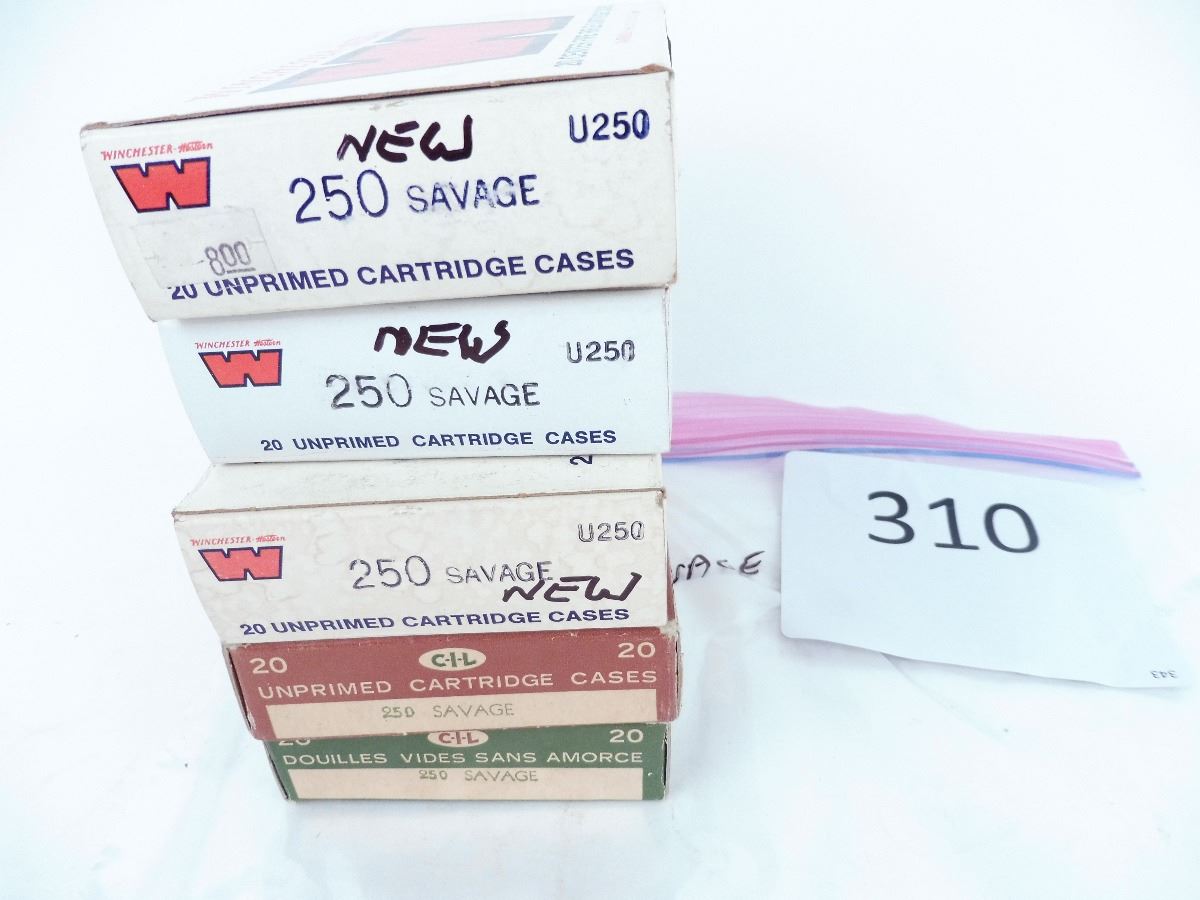 WINCHESTER-Western
W
NEW
U250
250 SAVAGE
800
20 UNPRIMED CARTRIDGE CASES
WINCHESTER-Western
W
NEW
U250
250 SAVAGE
20 UNPRIMED CARTRIDGE CASES
2
WINCHESTER-Western
W
U250
250 SAVAGE
NEW
20 UNPRIMED CARTRIDGE CASES
20 C-I-L 20
UNPRIMED CARTRIDGE CASES
250 SAVAGE
20 C-I-L 20
DOUILLES VIDES SANS AMORCE
250 SAVAGE
310
343